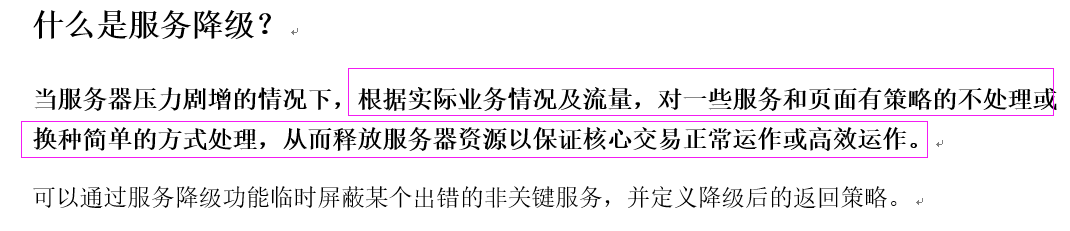 什么是服务降级？
当服务器压力剧增的情况下，根据实际业务情况及流量，对一些服务和页面有策略的不处理或
换种简单的方式处理，从而释放服务器资源以保证核心交易正常运作或高效运作。
可以通过服务降级功能临时屏蔽某个出错的非关键服务，并定义降级后的返回策略。